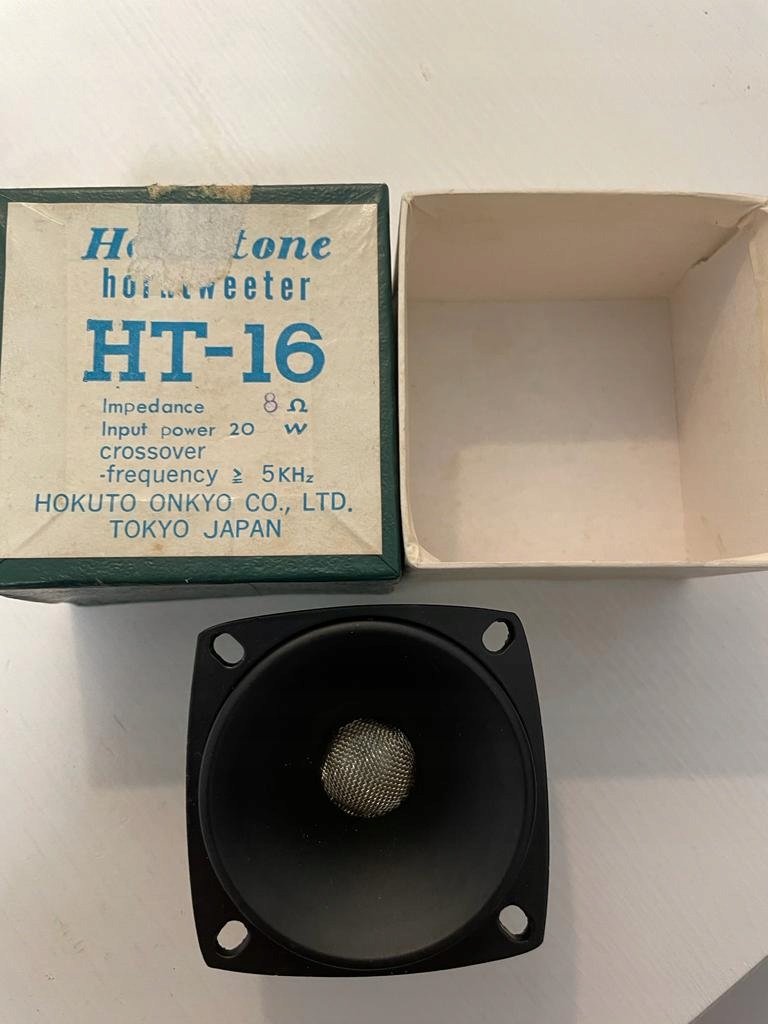 horntweeter
HT-16
Impedance 8 Ω
Input power 20 W
crossover
-frequency ≧ 5KHz
HOKUTO ONKYO CO., LTD.
TOKYO JAPAN